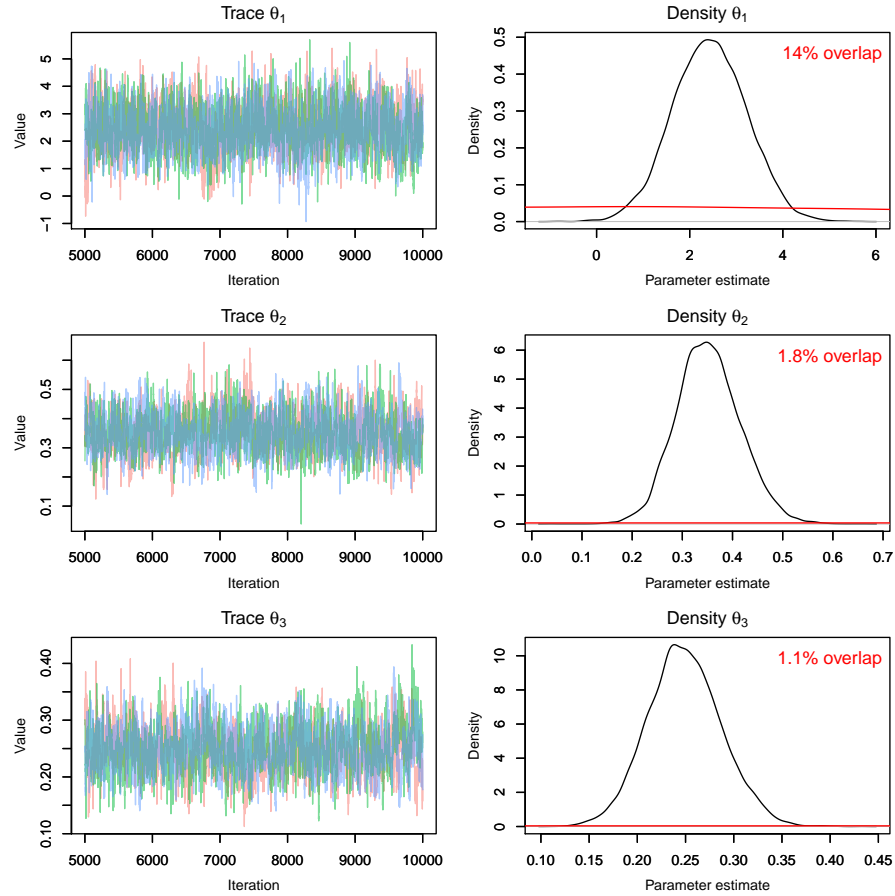 Trace θ1
Value
−1 0 1 2 3 4 5
5000 6000 7000 8000 9000 10000
Iteration
Density θ1
14% overlap
Density
0.0 0.1 0.2 0.3 0.4 0.5
0 2 4 6
Parameter estimate
Trace θ2
Value
0.1 0.3 0.5
5000 6000 7000 8000 9000 10000
Iteration
Density θ2
1.8% overlap
Density
0 1 2 3 4 5 6
0.0 0.1 0.2 0.3 0.4 0.5 0.6 0.7
Parameter estimate
Trace θ3
Value
0.10 0.20 0.30 0.40
5000 6000 7000 8000 9000 10000
Iteration
Density θ3
1.1% overlap
Density
0 2 4 6 8 10
0.10 0.15 0.20 0.25 0.30 0.35 0.40 0.45
Parameter estimate